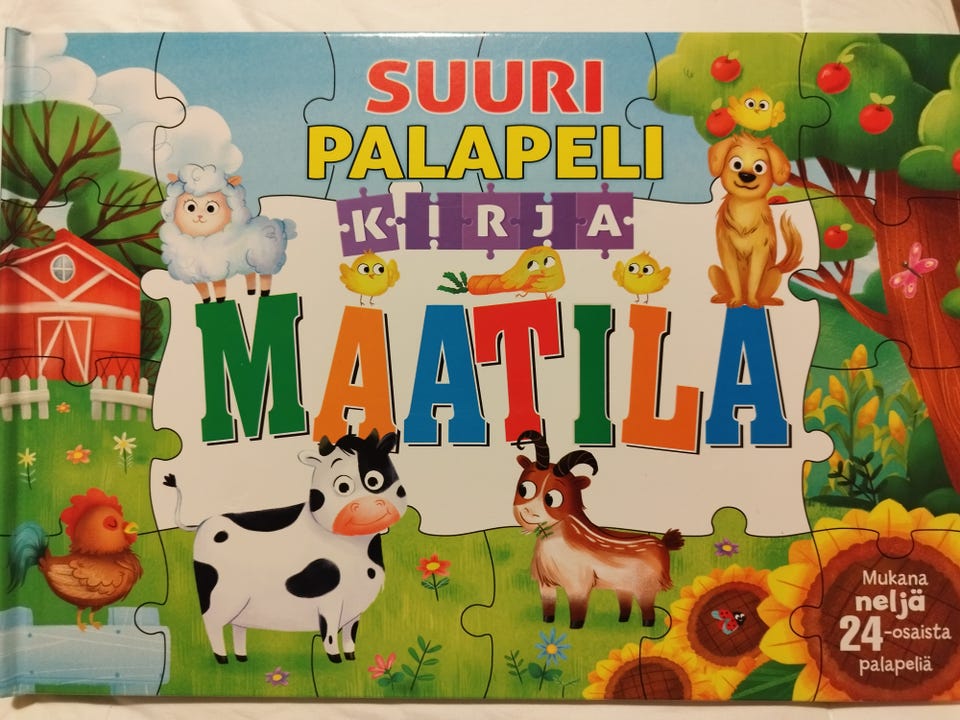 SUURI
PALAPELI
KIRJA
MAATILA
Mukana
neljä
24-osaista
palapeliä